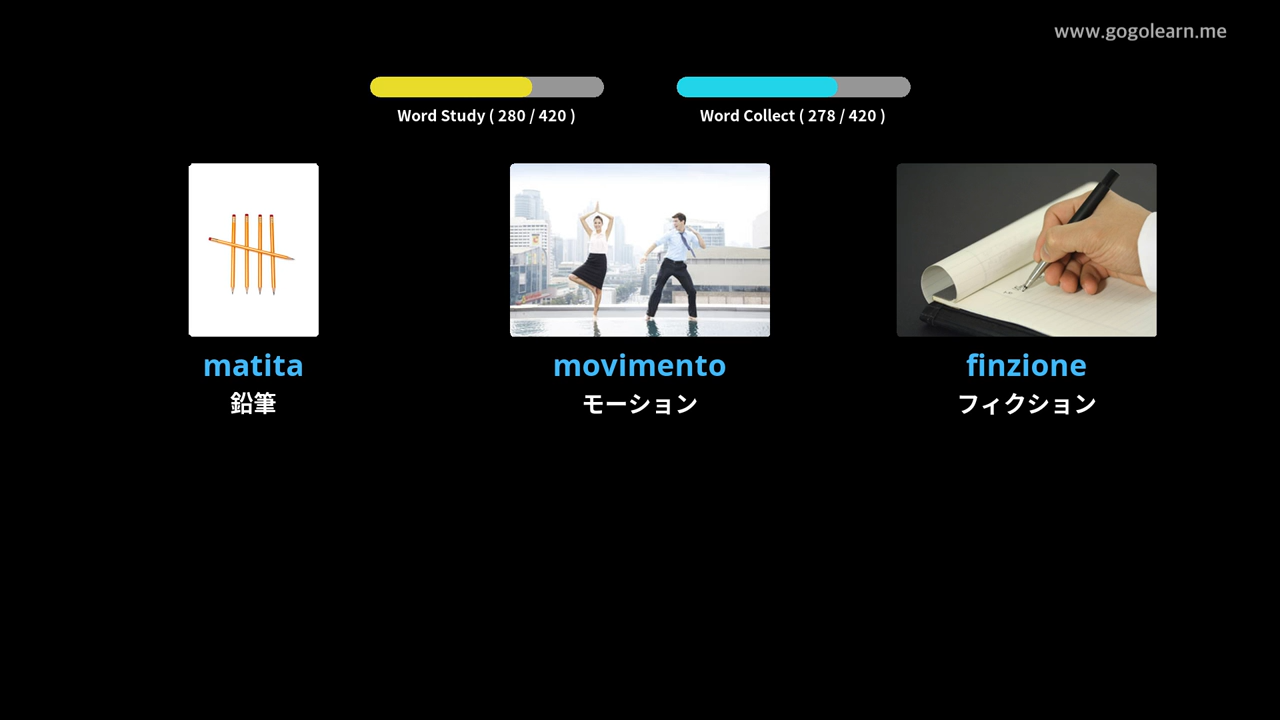 www.gogolearn.me
Word Study ( 280 / 420 )
Word Collect ( 278 / 420 )
matita
鉛筆
movimento
モーション
finzione
フィクション